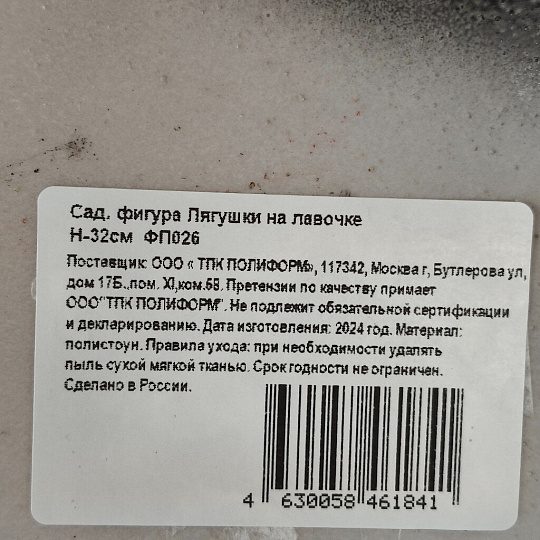 Сад. фигура Лягушки на лавочке
Н-32см ФП026
Поставщик: ООО « ТПК ПОЛИФОРМ», 117342, Москва г, Бутлерова ул,
дом 17Б.,пом. XI,ком.58. Претензии по качеству примает
ООО"ТПК ПОЛИФОРМ". Не подлежит обязательной сертификации
и декларированию. Дата изготовления: 2024 год. Материал:
полистоун. Правила ухода: при необходимости удалять
пыль сухой мягкой тканью. Срок годности не ограничен.
Сделано в России.
4 630058 461841